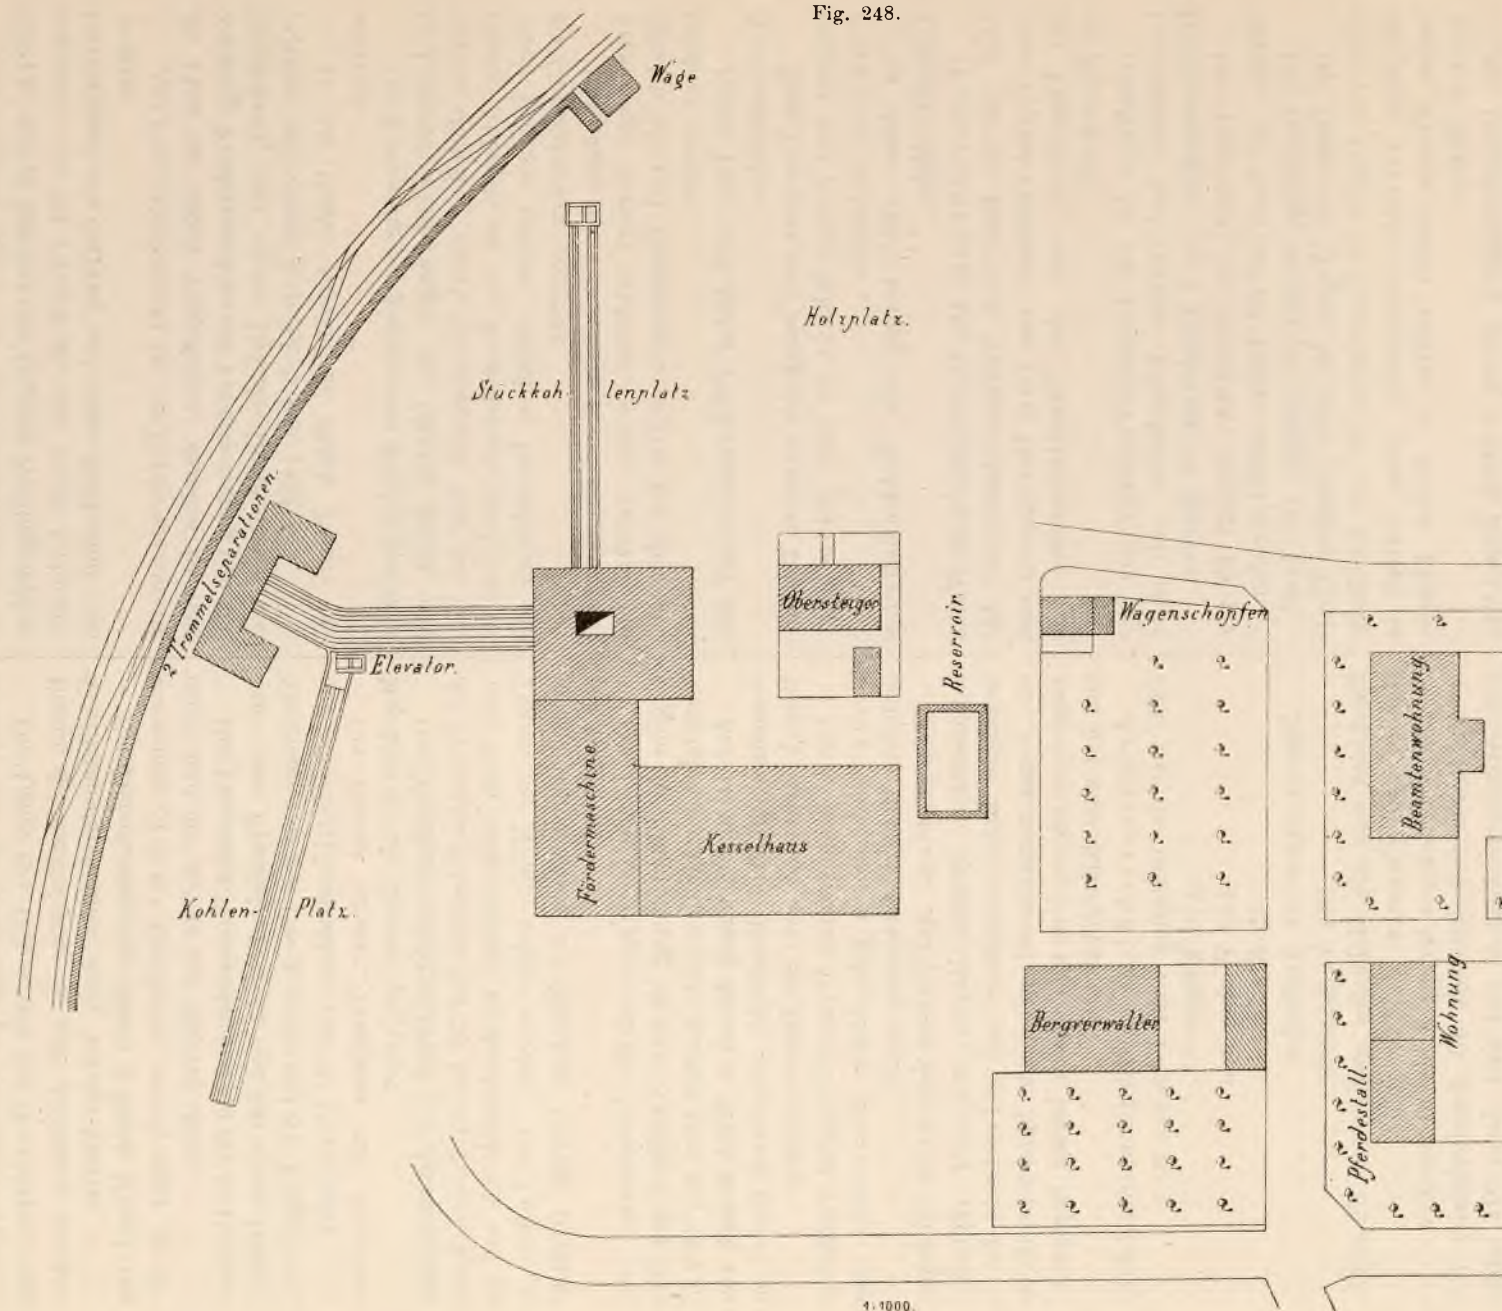 Fig. 248.
Wage
Holzplatz.
Stückkoh-lenplatz
2 Trommelseparationen.
Obersteiger
Reservoir.
Wagenschopfen
Elevator.
Beamtenwohnung
Fördermaschine
Kesselhaus
Kohlen-Platz.
Bergverwalter
Wohnung
Pferdestall.
1:1000.